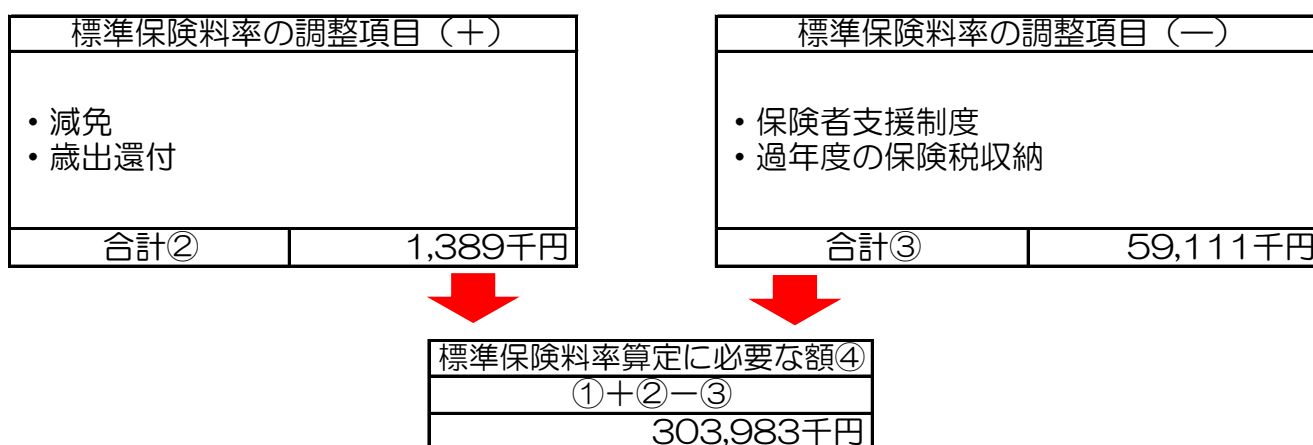 標準保険料率の調整項目（＋）
・減免
・歳出還付
合計② 1,389千円
標準保険料率の調整項目（―）
・保険者支援制度
・過年度の保険税収納
合計③ 59,111千円
標準保険料率算定に必要な額④
①＋②－③
303,983千円